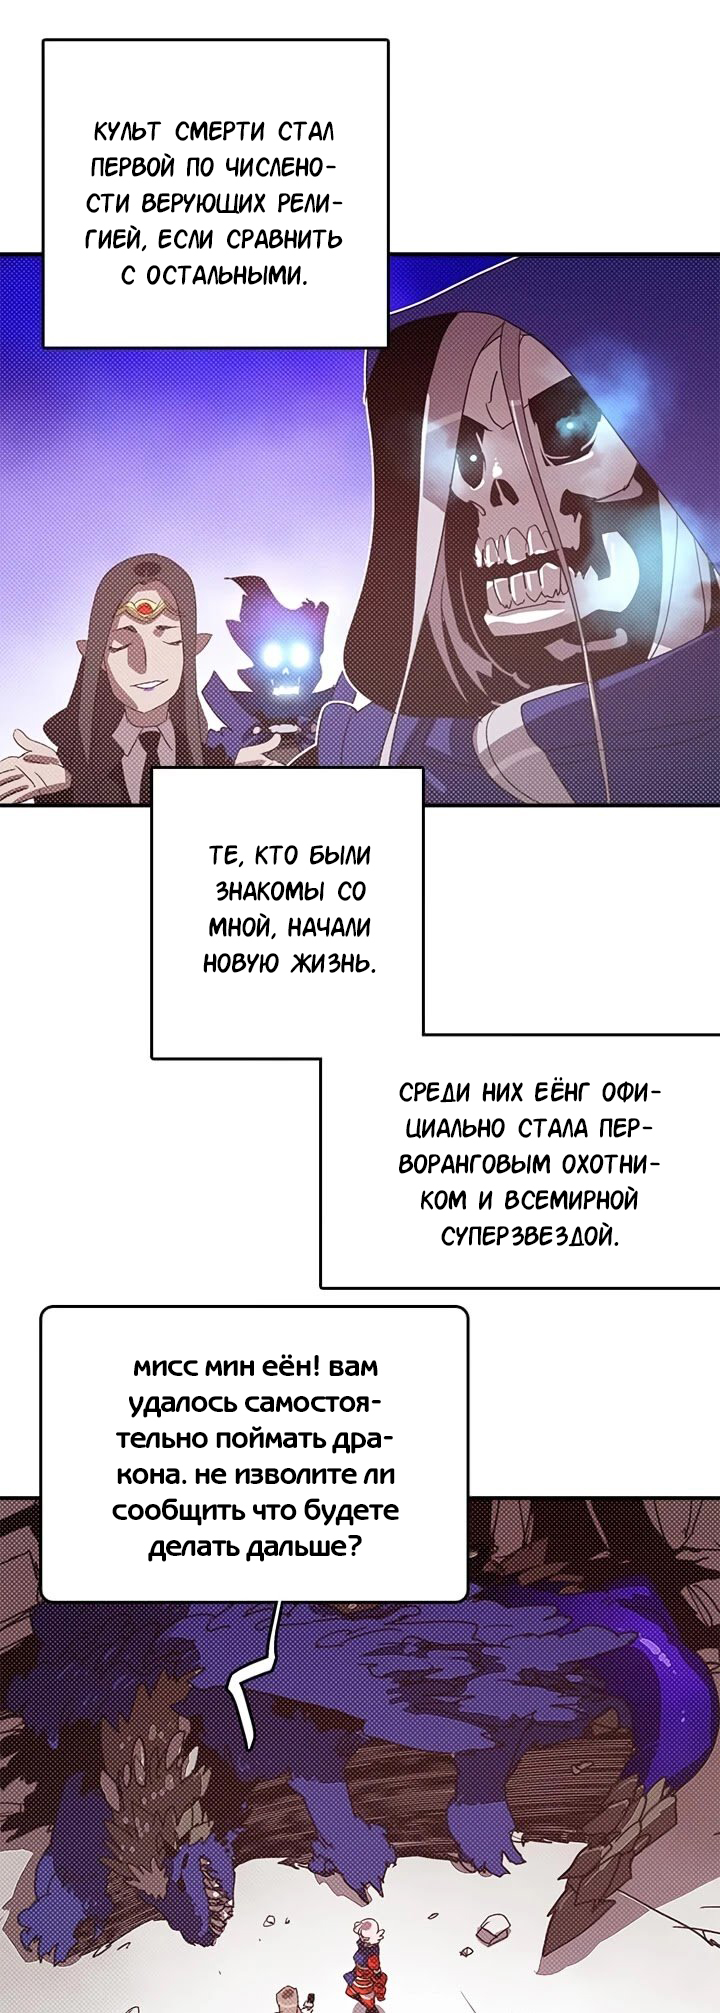 КУЛЬТ СМЕРТИ СТАЛ
ПЕРВОЙ ПО ЧИСЛЕНО-
СТИ ВЕРУЮЩИХ РЕЛИ-
ГИЕЙ, ЕСЛИ СРАВНИТЬ
С ОСТАЛЬНЫМИ.
ТЕ, КТО БЫЛИ
ЗНАКОМЫ СО
МНОЙ, НАЧАЛИ
НОВУЮ ЖИЗНЬ.
СРЕДИ НИХ ЕЁНГ ОФИ-
ЦИАЛЬНО СТАЛА ПЕР-
ВОРАНГОВЫМ ОХОТНИ-
КОМ И ВСЕМИРНОЙ
СУПЕРЗВЕЗДОЙ.
мисс мин еён! вам
удалось самостоя-
тельно поймать дра-
кона. не изволите ли
сообщить что будете
делать дальше?